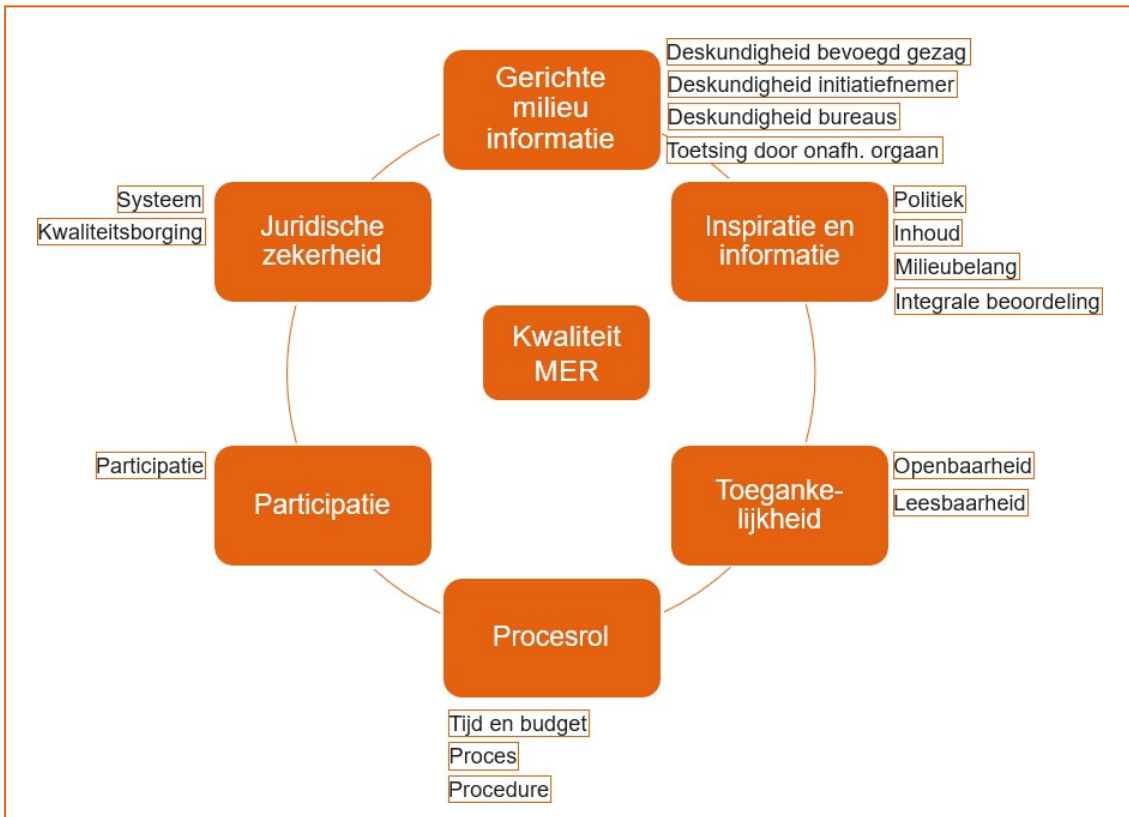 Gerichte
milieu
informatie
Deskundigheid bevoegd gezag
Deskundigheid initiatiefnemer
Deskundigheid bureaus
Toetsing door onafh. orgaan
Inspiratie en
informatie
Politiek
Inhoud
Milieubelang
Integrale beoordeling
Toeganke-
lijkheid
Openbaarheid
Leesbaarheid
Procesrol
Tijd en budget
Proces
Procedure
Participatie
Participatie
Systeem
Kwaliteitsborging
Juridische
zekerheid
Kwaliteit
MER